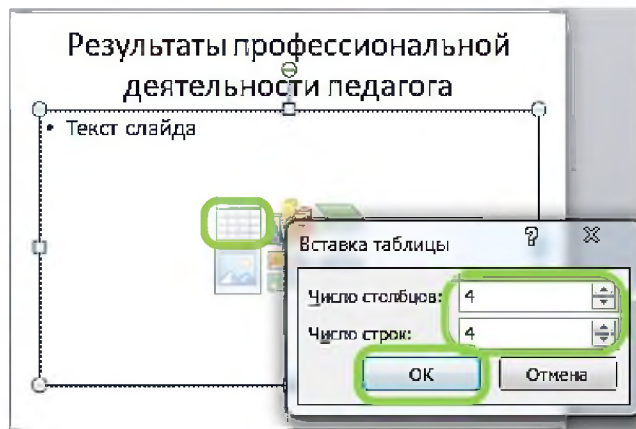 Результаты профессиональной
деятельности педагога
• Текст слайда
Вставка таблицы
Число столбцов: 4
Число строк: 4
ОК Отмена